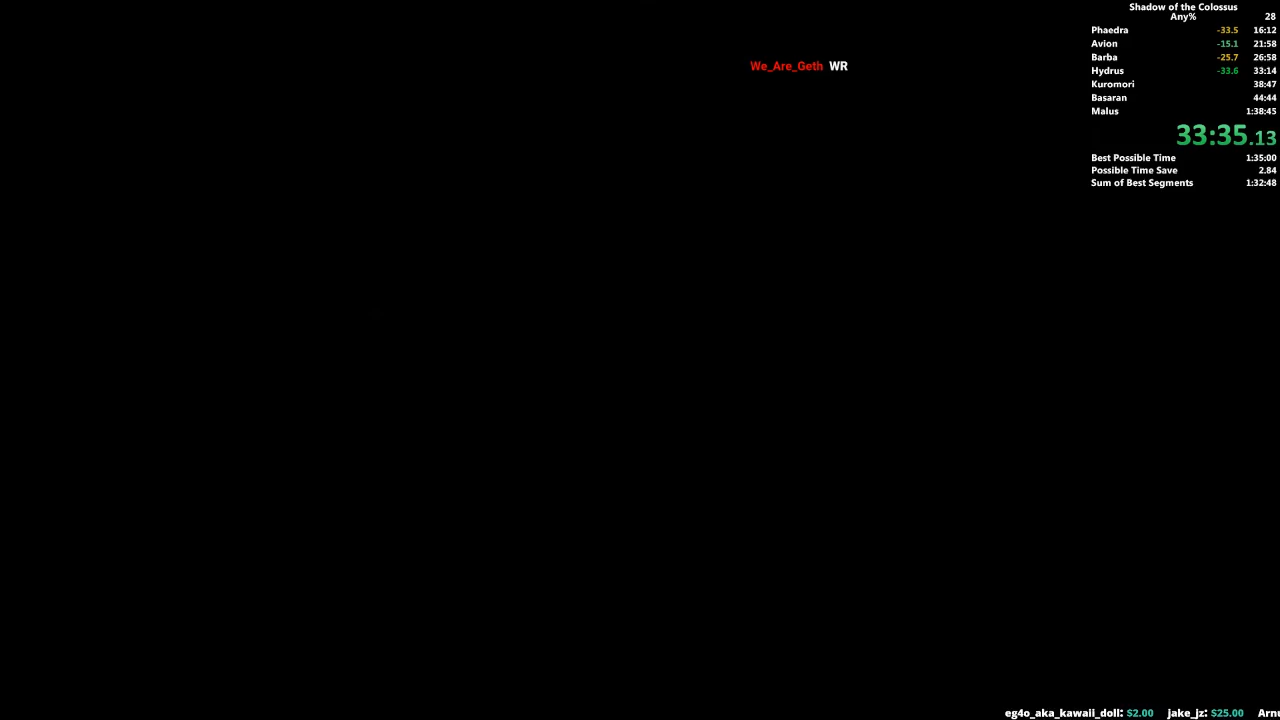 Shadow of the Colossus
Any% 28
Phaedra -33.5 16:12
Avion -15.1 21:58
We_Are_Geth WR
Barba -25.7 26:58
Hydrus -33.6 33:14
Kuromori 38:47
Basaran 44:44
Malus 1:38:45
33:35.13
Best Possible Time 1:35:00
Possible Time Save 2.84
Sum of Best Segments 1:32:48
eg4o_aka_kawaii_doll: $2.00 jake_jz: $25.00